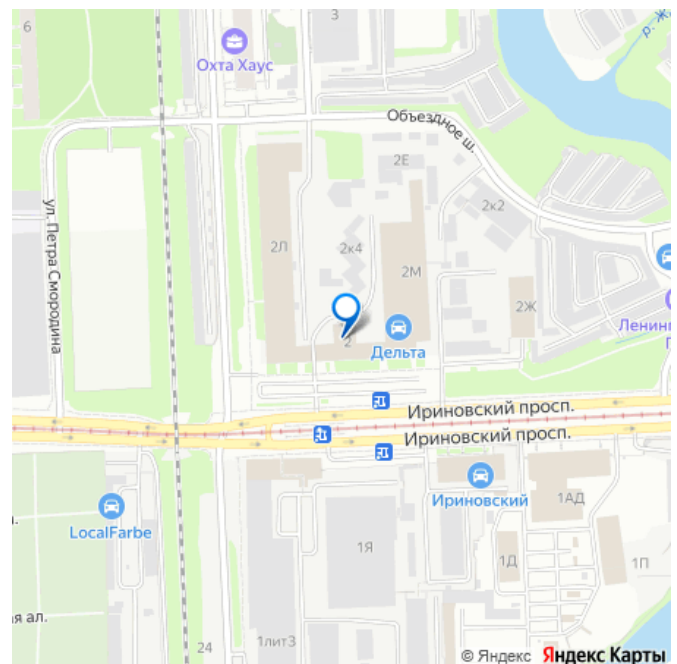 6
3
р. Ж
Охта Хаус
Объездное ш.
2Е
ул. Петра Смородина
2к2
2Л
2к4
2М
2Ж
2
Дельта
Ленин
Г
Ириновский просп.
Ириновский просп.
Ириновский
LocalFarbe
1АД
1Я
1Д
1П
я ал.
24
1лит3
© Яндекс Яндекс Карты